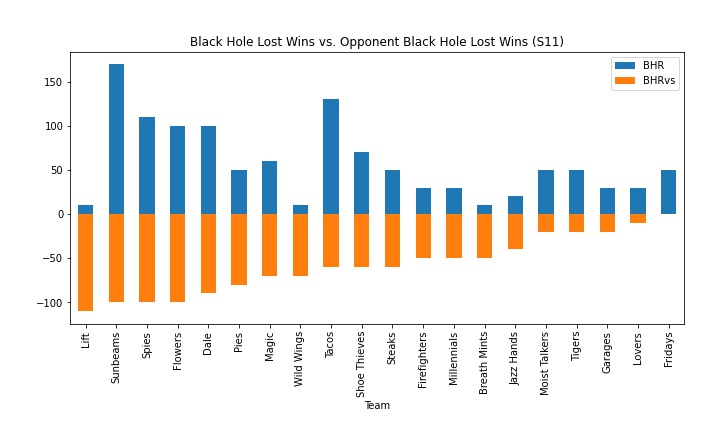 Black Hole Lost Wins vs. Opponent Black Hole Lost Wins (S11)
BHR
BHRvs
150
100
50
0
−50
−100
Lift
Sunbeams
Spies
Flowers
Dale
Pies
Magic
Wild Wings
Tacos
Shoe Thieves
Steaks
Firefighters
Millennials
Breath Mints
Jazz Hands
Moist Talkers
Tigers
Garages
Lovers
Fridays
Team